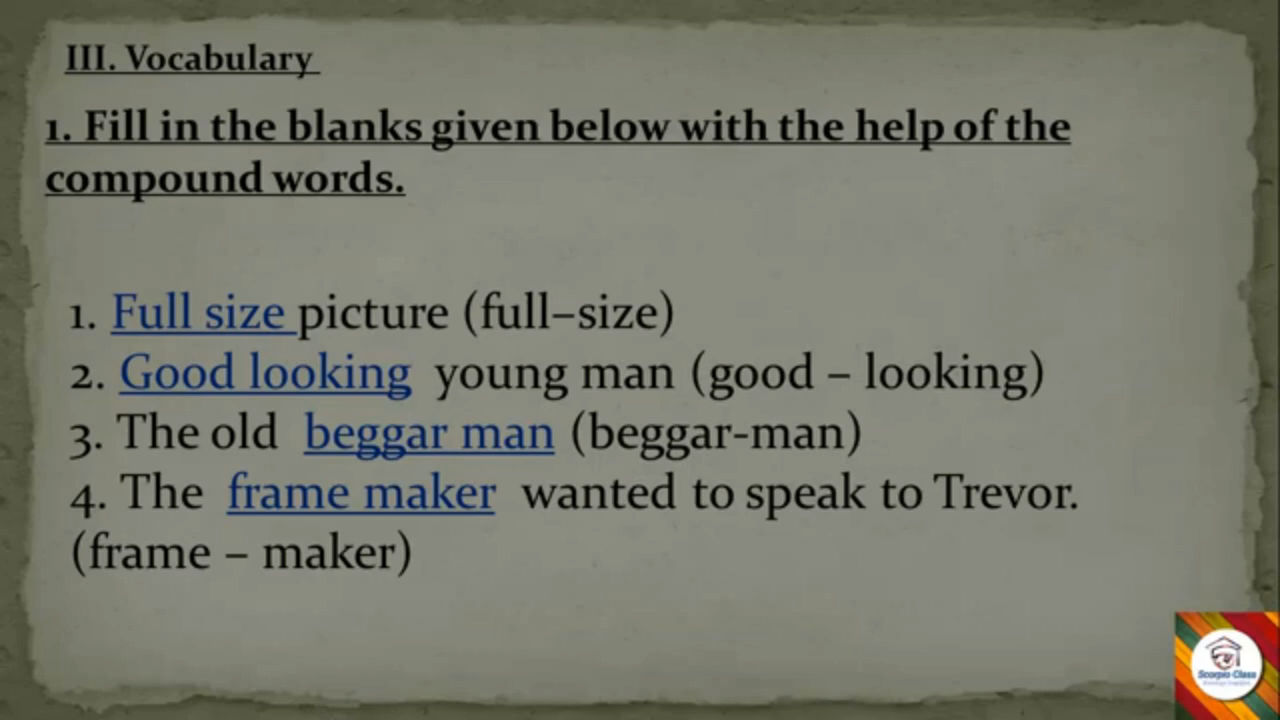 III. Vocabulary
1. Fill in the blanks given below with the help of the
compound words.
1. Full size picture (full–size)
2. Good looking young man (good – looking)
3. The old beggar man (beggar-man)
4. The frame maker wanted to speak to Trevor.
(frame – maker)
Scorpio Class